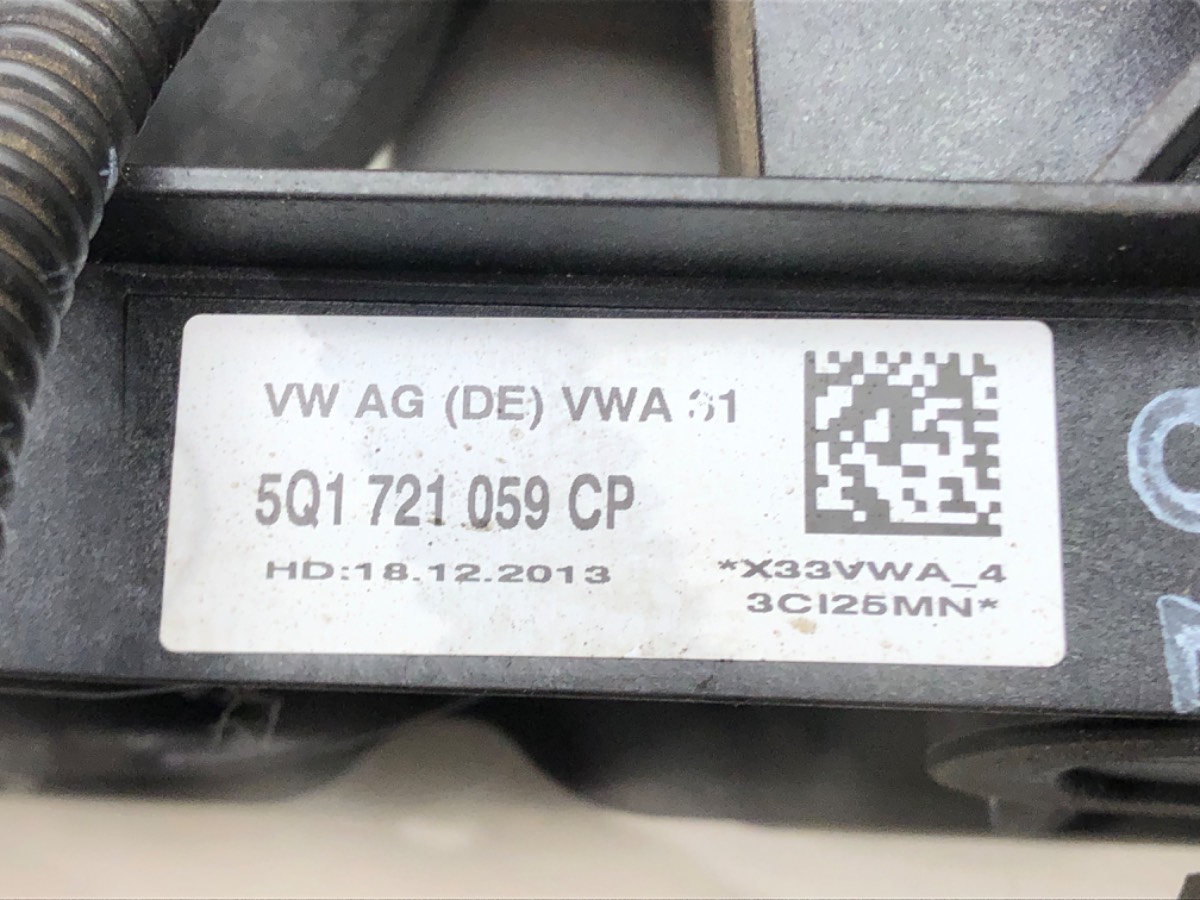 VW AG (DE) VWA
5Q1 721 059 CP
HD:18.12.2013
*X33VWA_4
3CI25MN*